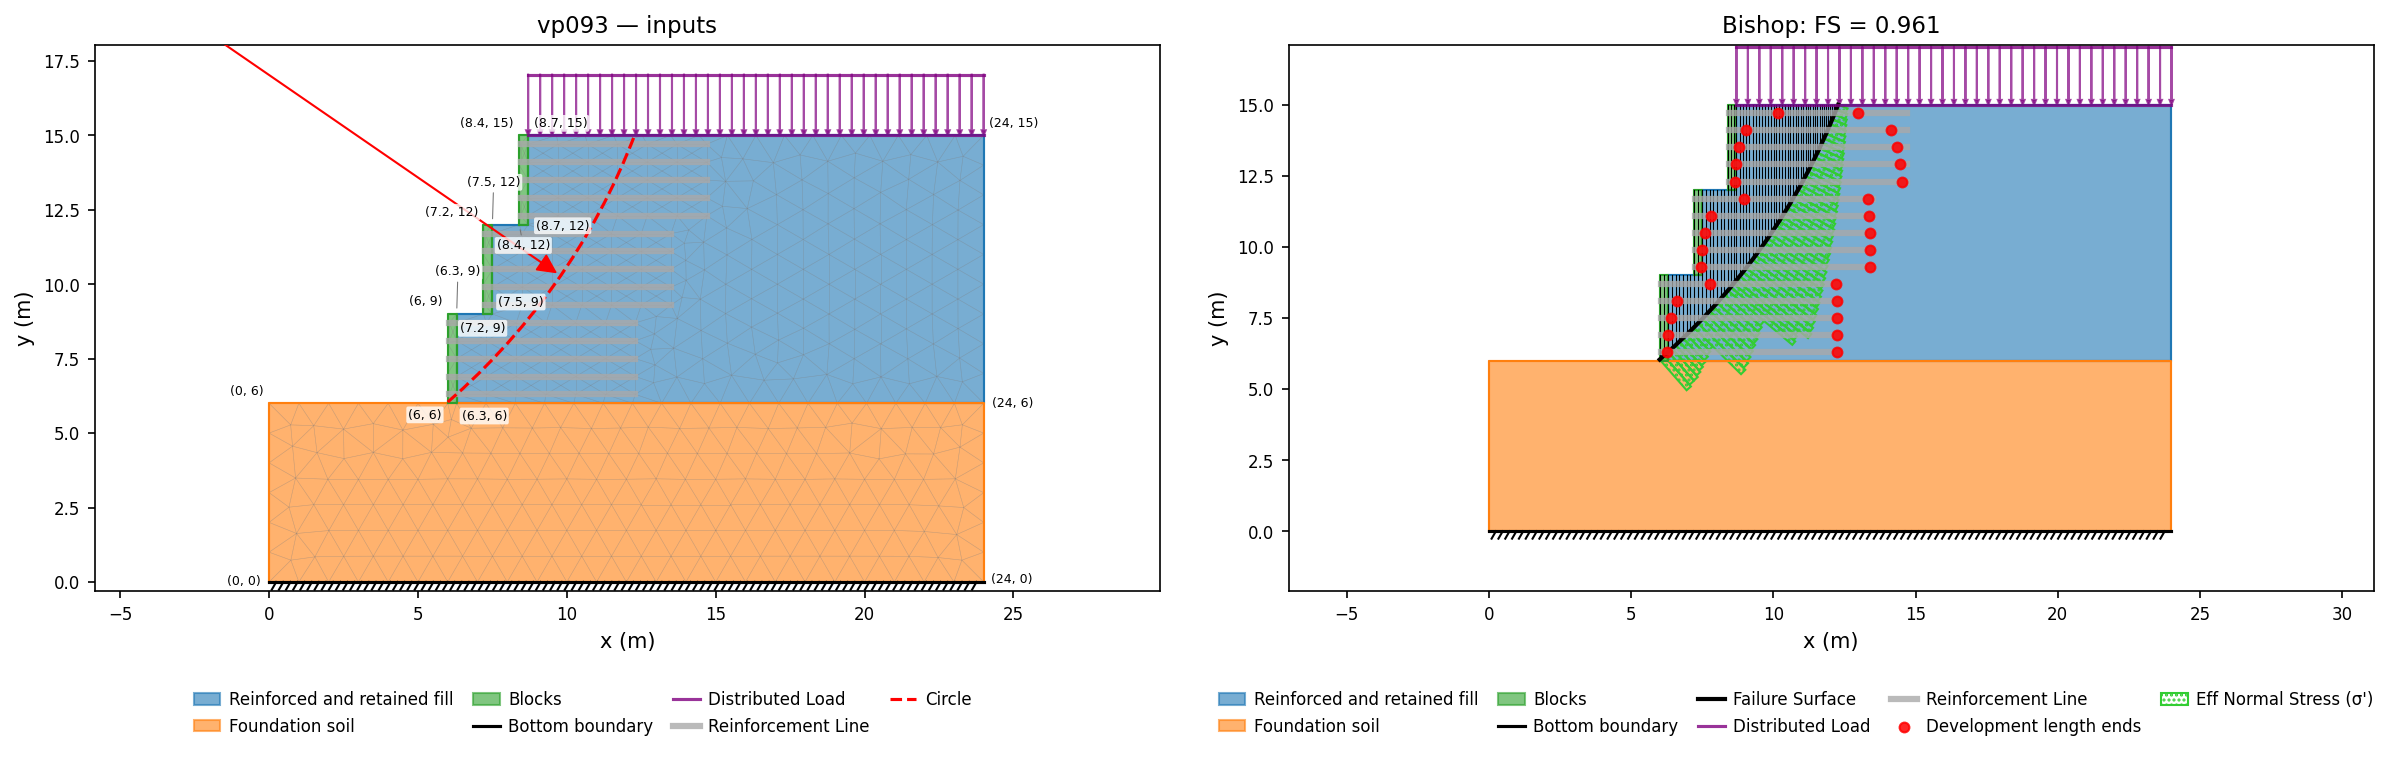 vp093 — inputs
17.5
15.0
12.5
10.0
7.5
5.0
2.5
0.0
y (m)
(8.4, 15)
(8.7, 15)
(24, 15)
(7.5, 12)
(7.2, 12)
(8.7, 12)
(8.4, 12)
(6.3, 9)
(6, 9)
(7.5, 9)
(7.2, 9)
(0, 6)
(6, 6)
(6.3, 6)
(24, 6)
(0, 0)
(24, 0)
−5
0
5
10
15
20
25
x (m)
Reinforced and retained fill
Foundation soil
Blocks
Bottom boundary
Distributed Load
Reinforcement Line
Circle
Bishop: FS = 0.961
15.0
12.5
10.0
7.5
5.0
2.5
0.0
y (m)
−5
0
5
10
15
20
25
30
x (m)
Reinforced and retained fill
Foundation soil
Blocks
Bottom boundary
Failure Surface
Distributed Load
Reinforcement Line
Development length ends
Eff Normal Stress (σ')